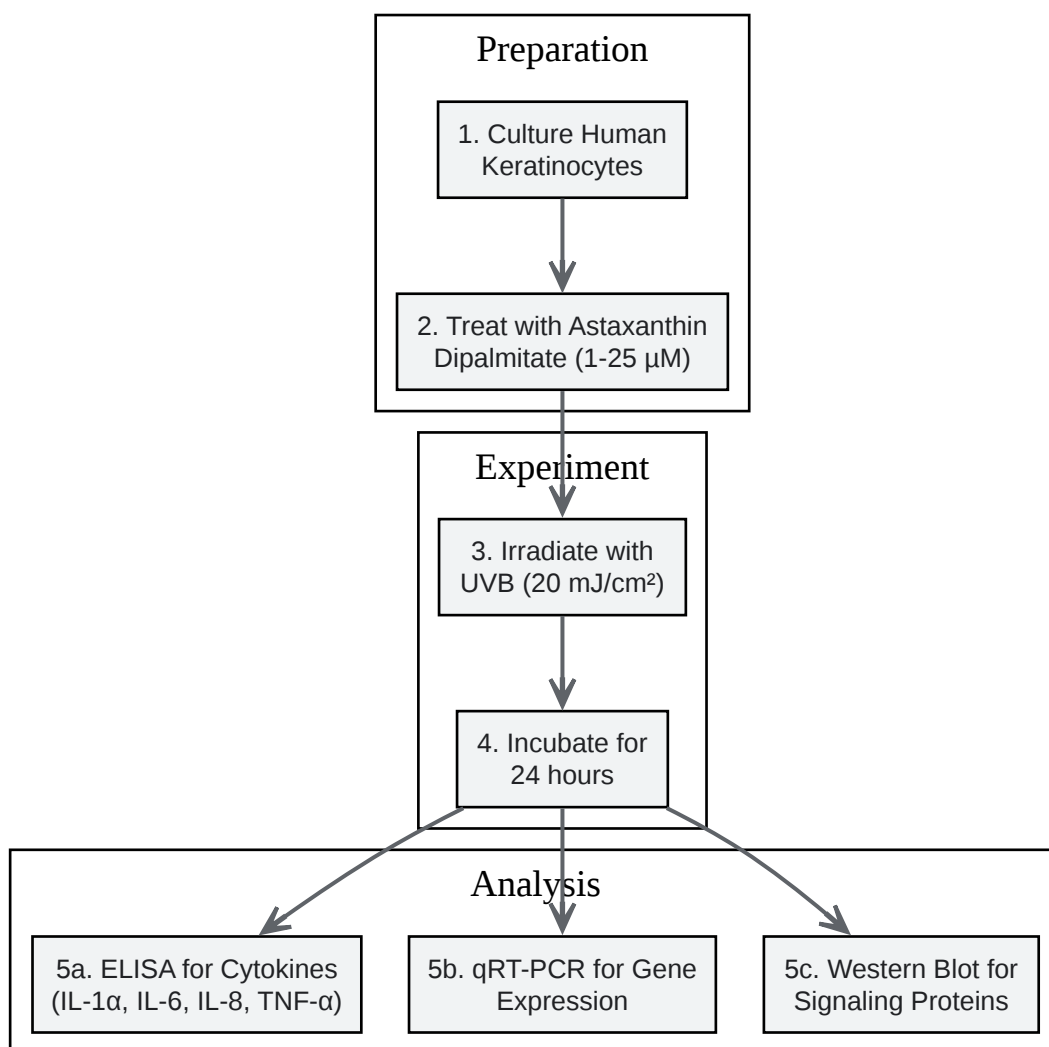 Preparation
1. Culture Human
Keratinocytes
2. Treat with Astaxanthin
Dipalmitate (1-25 µM)
Experiment
3. Irradiate with
UVB (20 mJ/cm²)
4. Incubate for
24 hours
Analysis
5a. ELISA for Cytokines
(IL-1α, IL-6, IL-8, TNF-α)
5b. qRT-PCR for Gene
Expression
5c. Western Blot for
Signaling Proteins